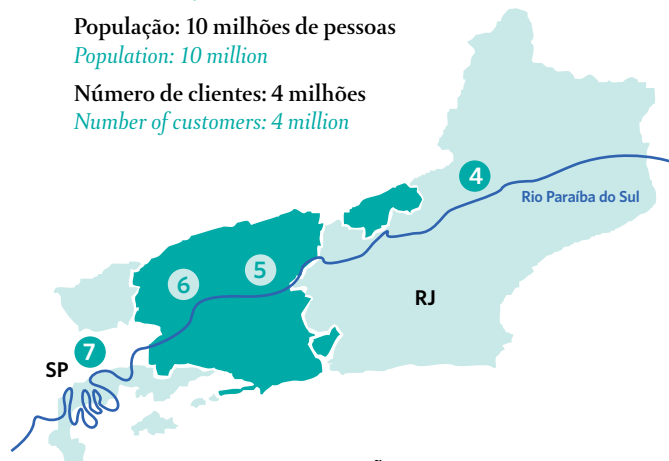 População: 10 milhões de pessoas
Population: 10 million
Número de clientes: 4 milhões
Number of customers: 4 million
4
Rio Paraíba do Sul
5
6
RJ
7
SP